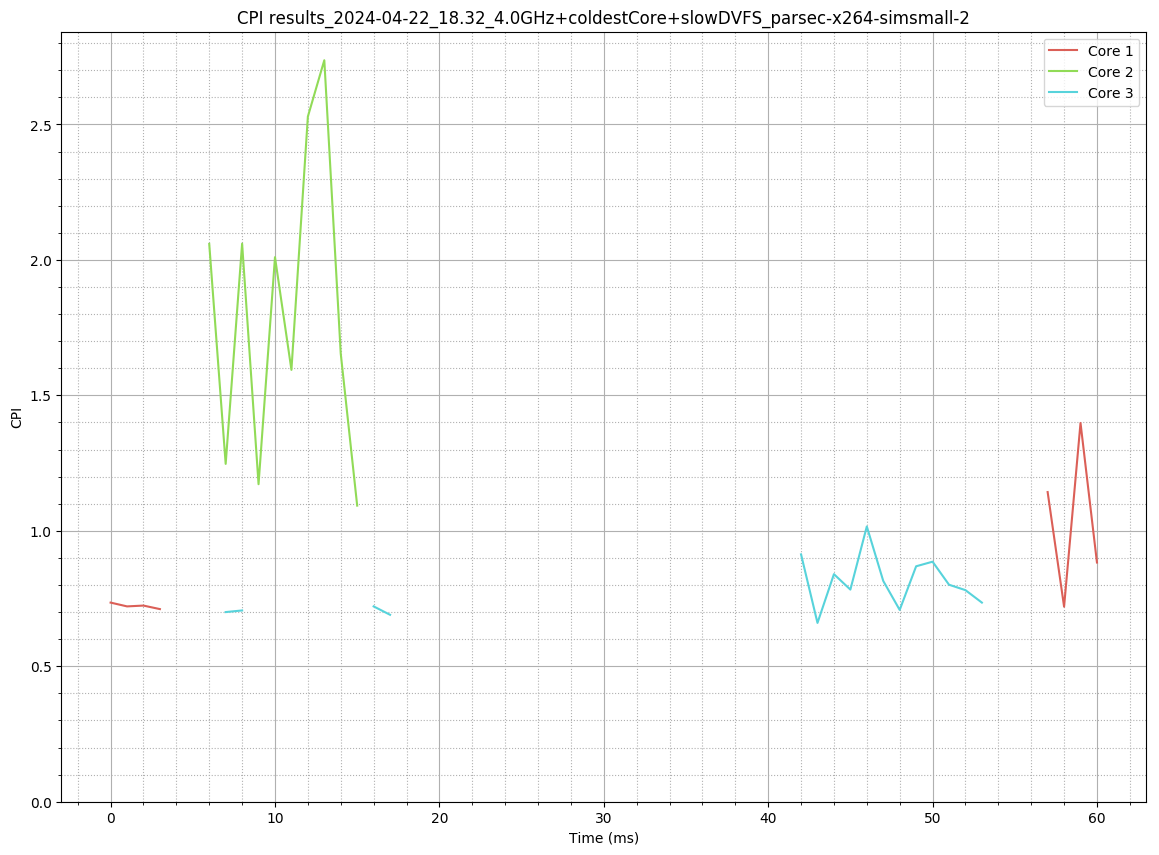 CPI results_2024-04-22_18.32_4.0GHz+coldestCore+slowDVFS_parsec-x264-simsmall-2
Core 1
Core 2
Core 3
2.5
2.0
1.5
1.0
0.5
0.0
CPI
0 10 20 30 40 50 60
Time (ms)